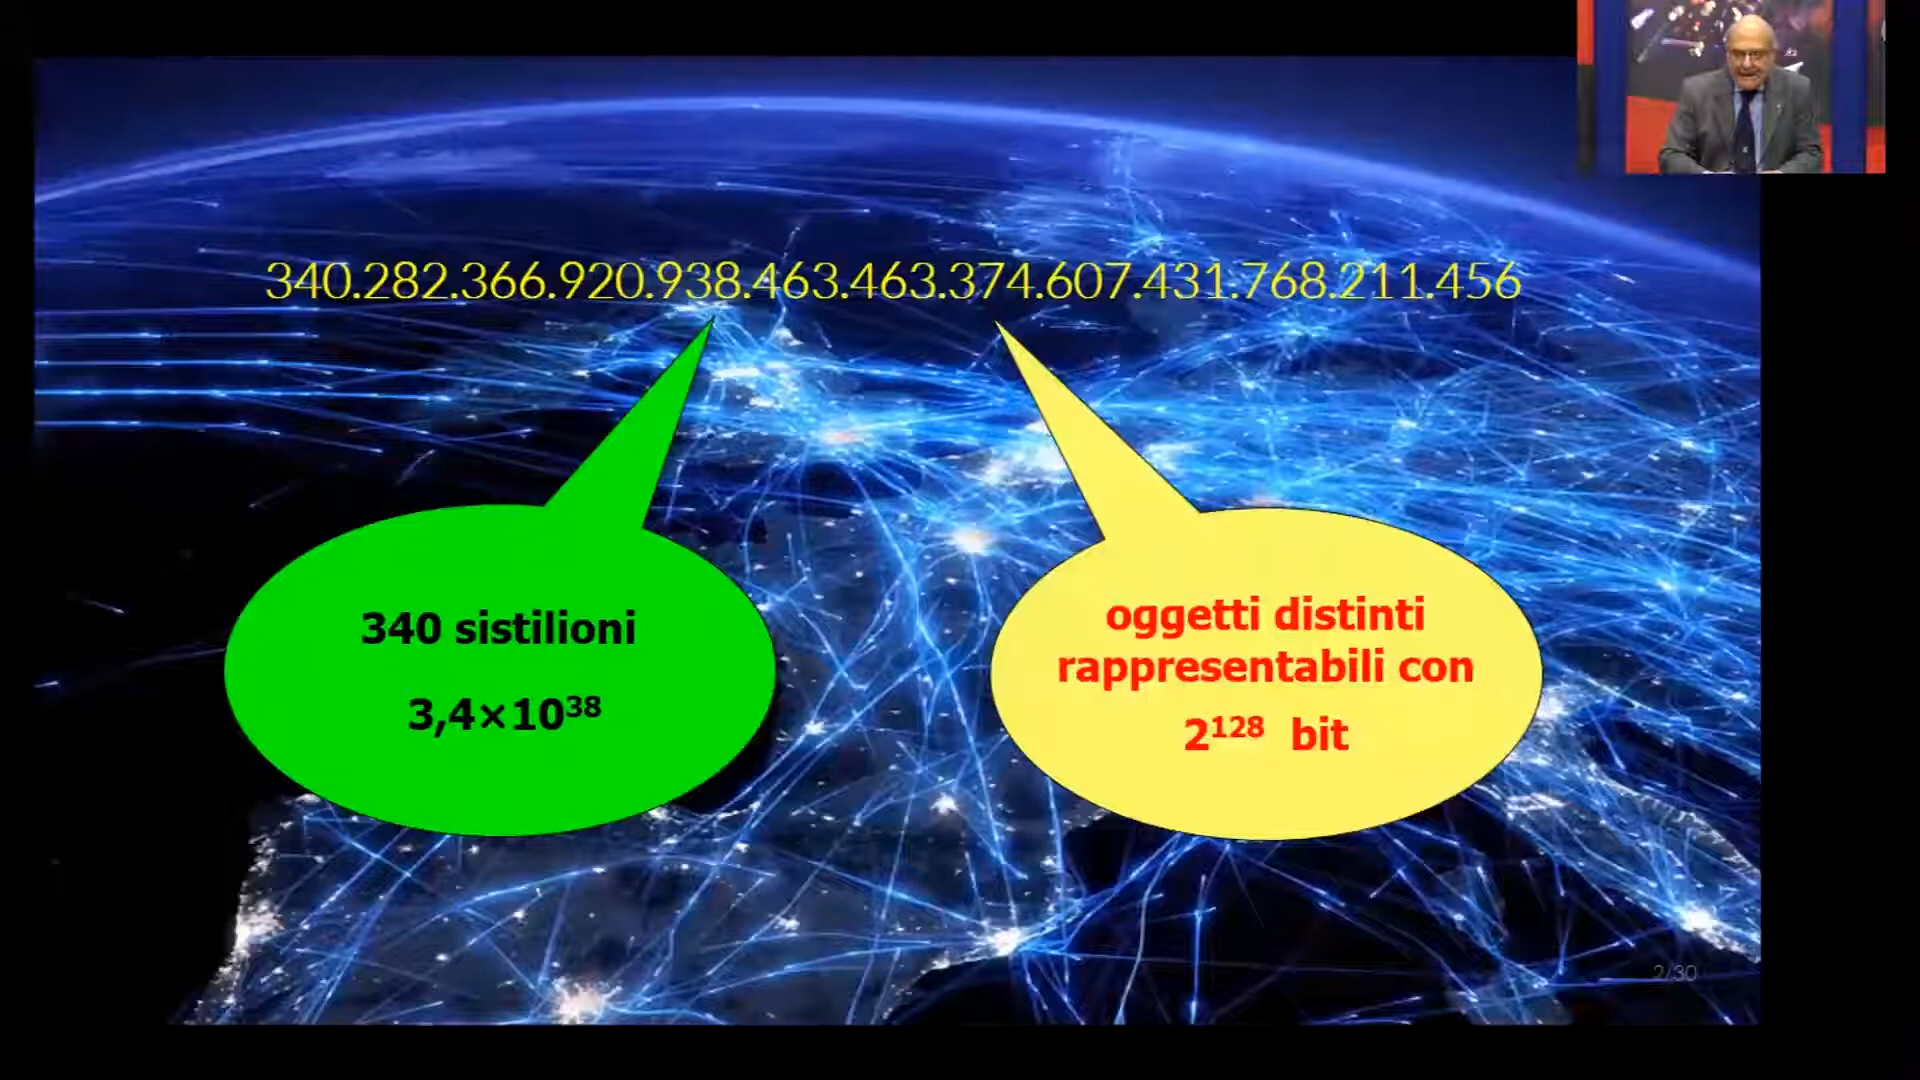 340.282.366.920.938.463.463.374.607.431.768.211.456
340 sistilioni
3,4×10³⁸
oggetti distinti
rappresentabili con
2¹²⁸ bit
2/30